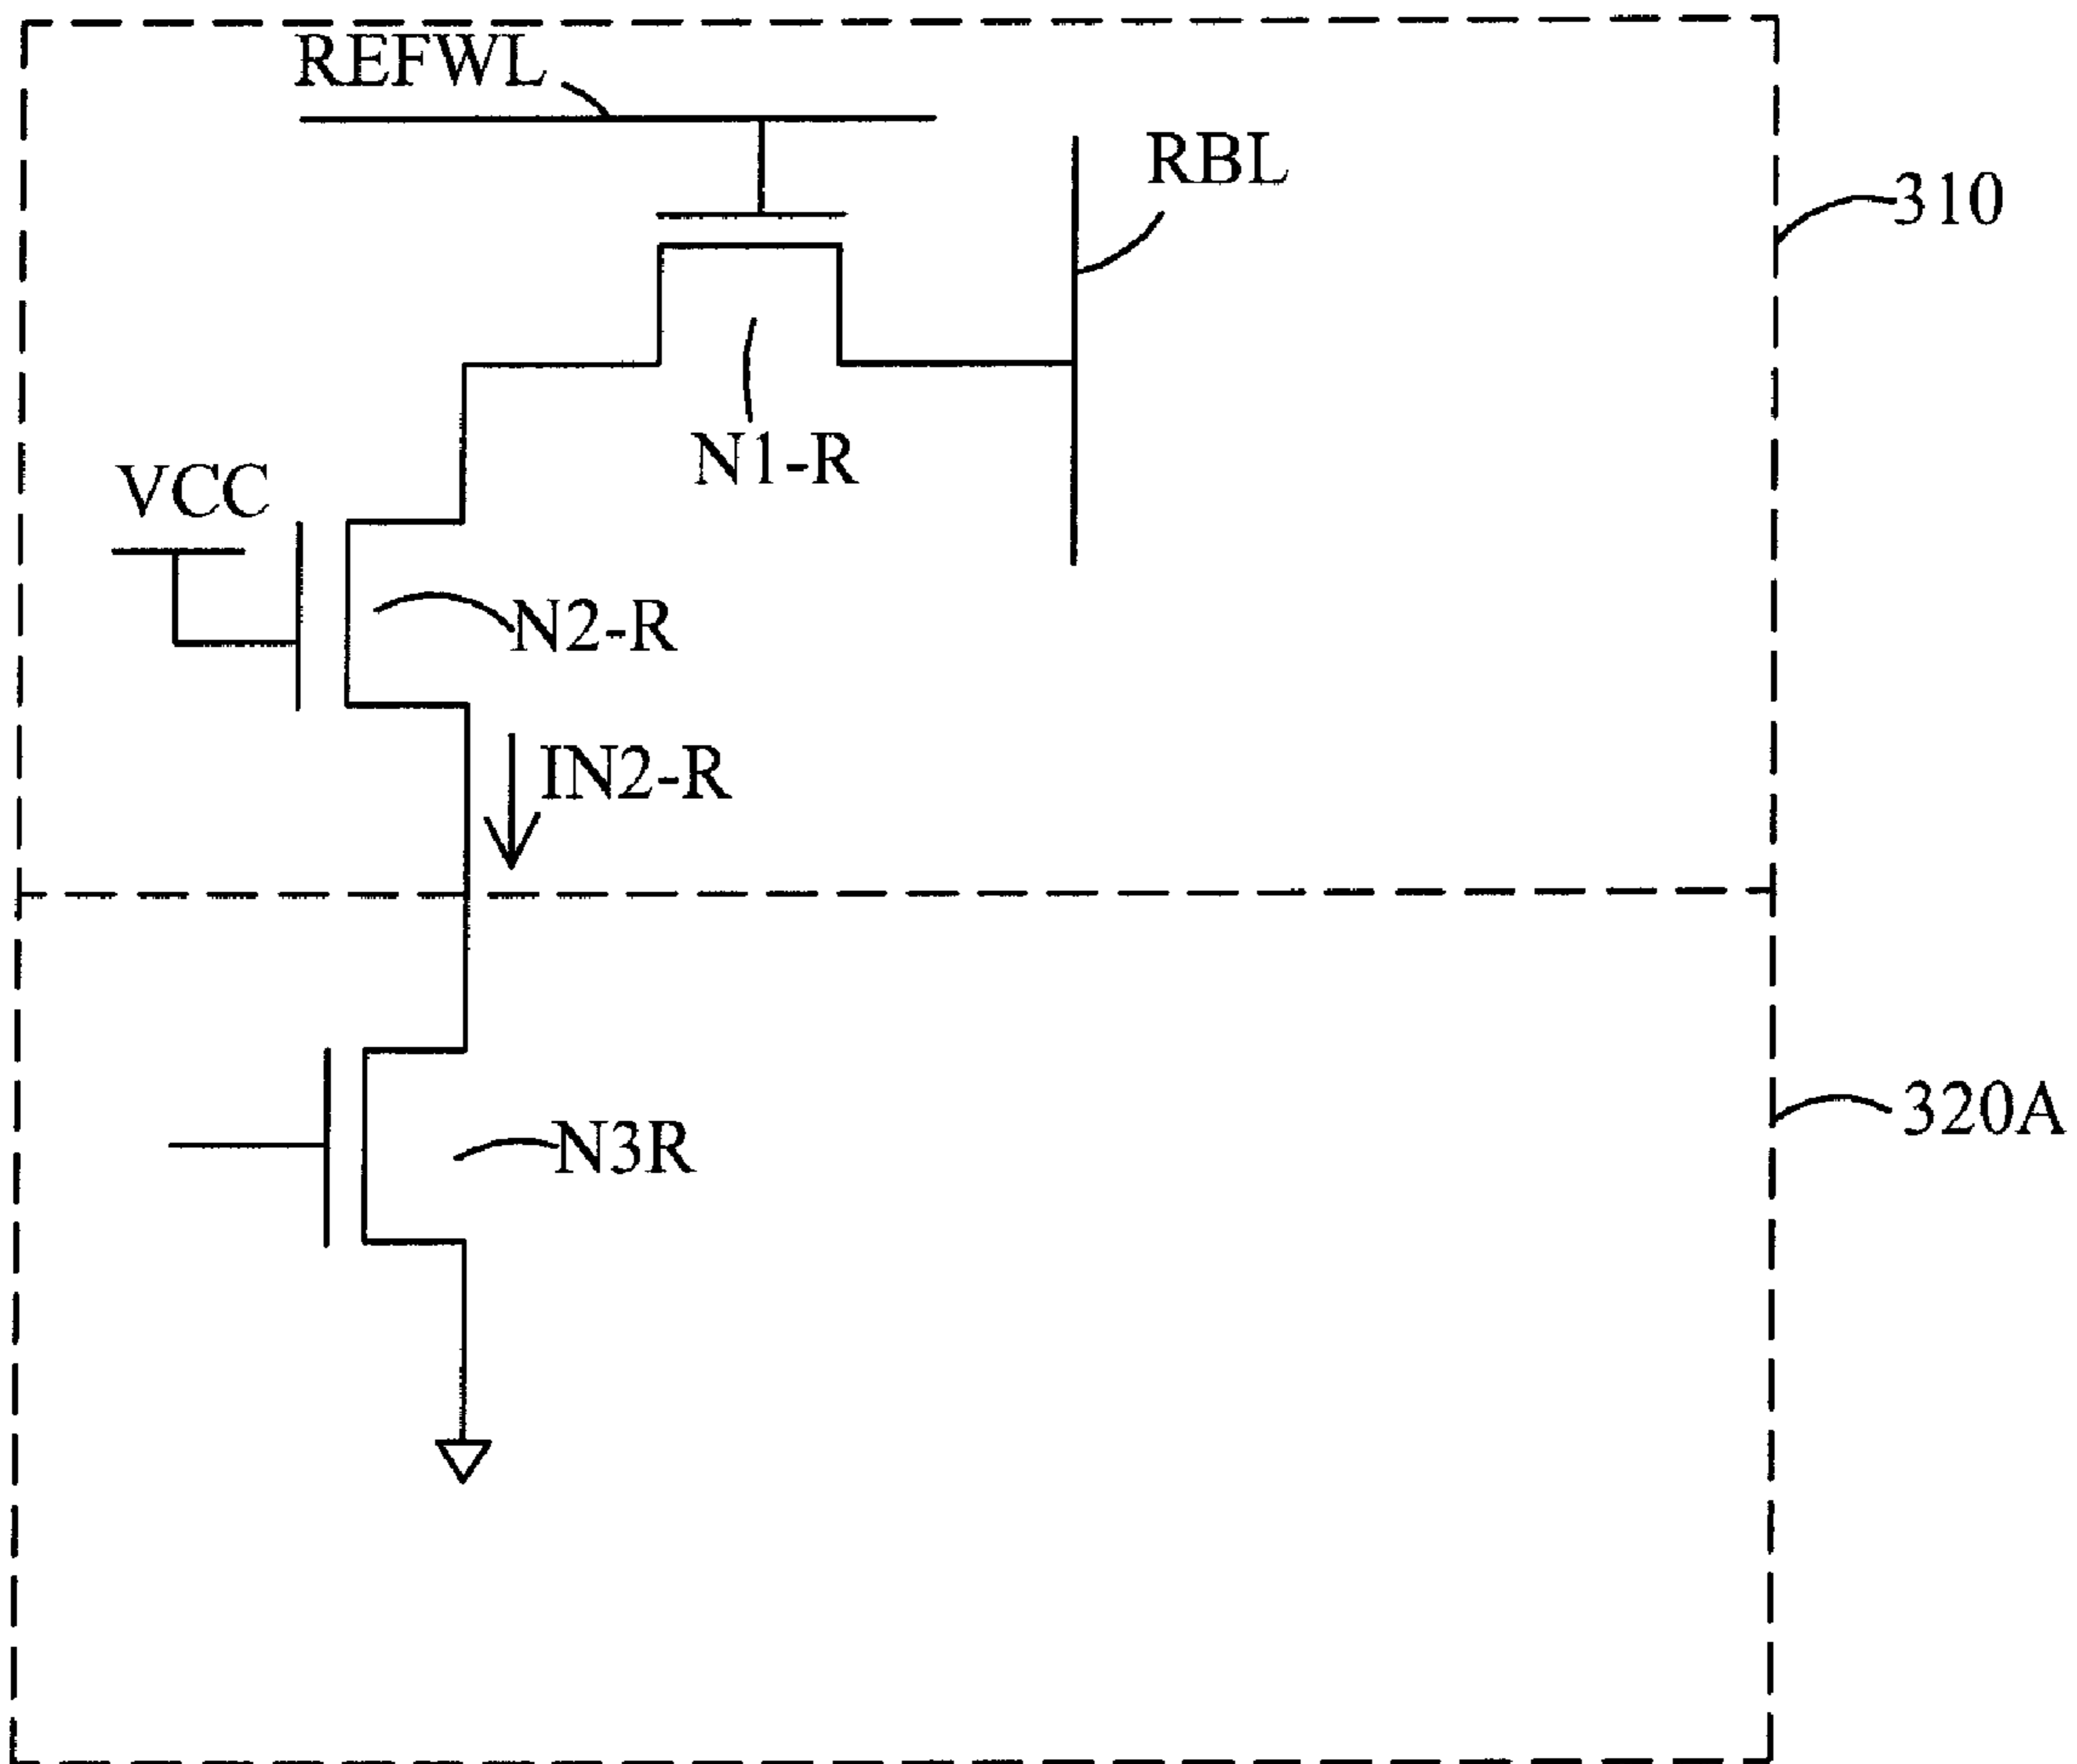 REFWL
RBL
310
N1-R
VCC
N2-R
IN2-R
320A
N3R